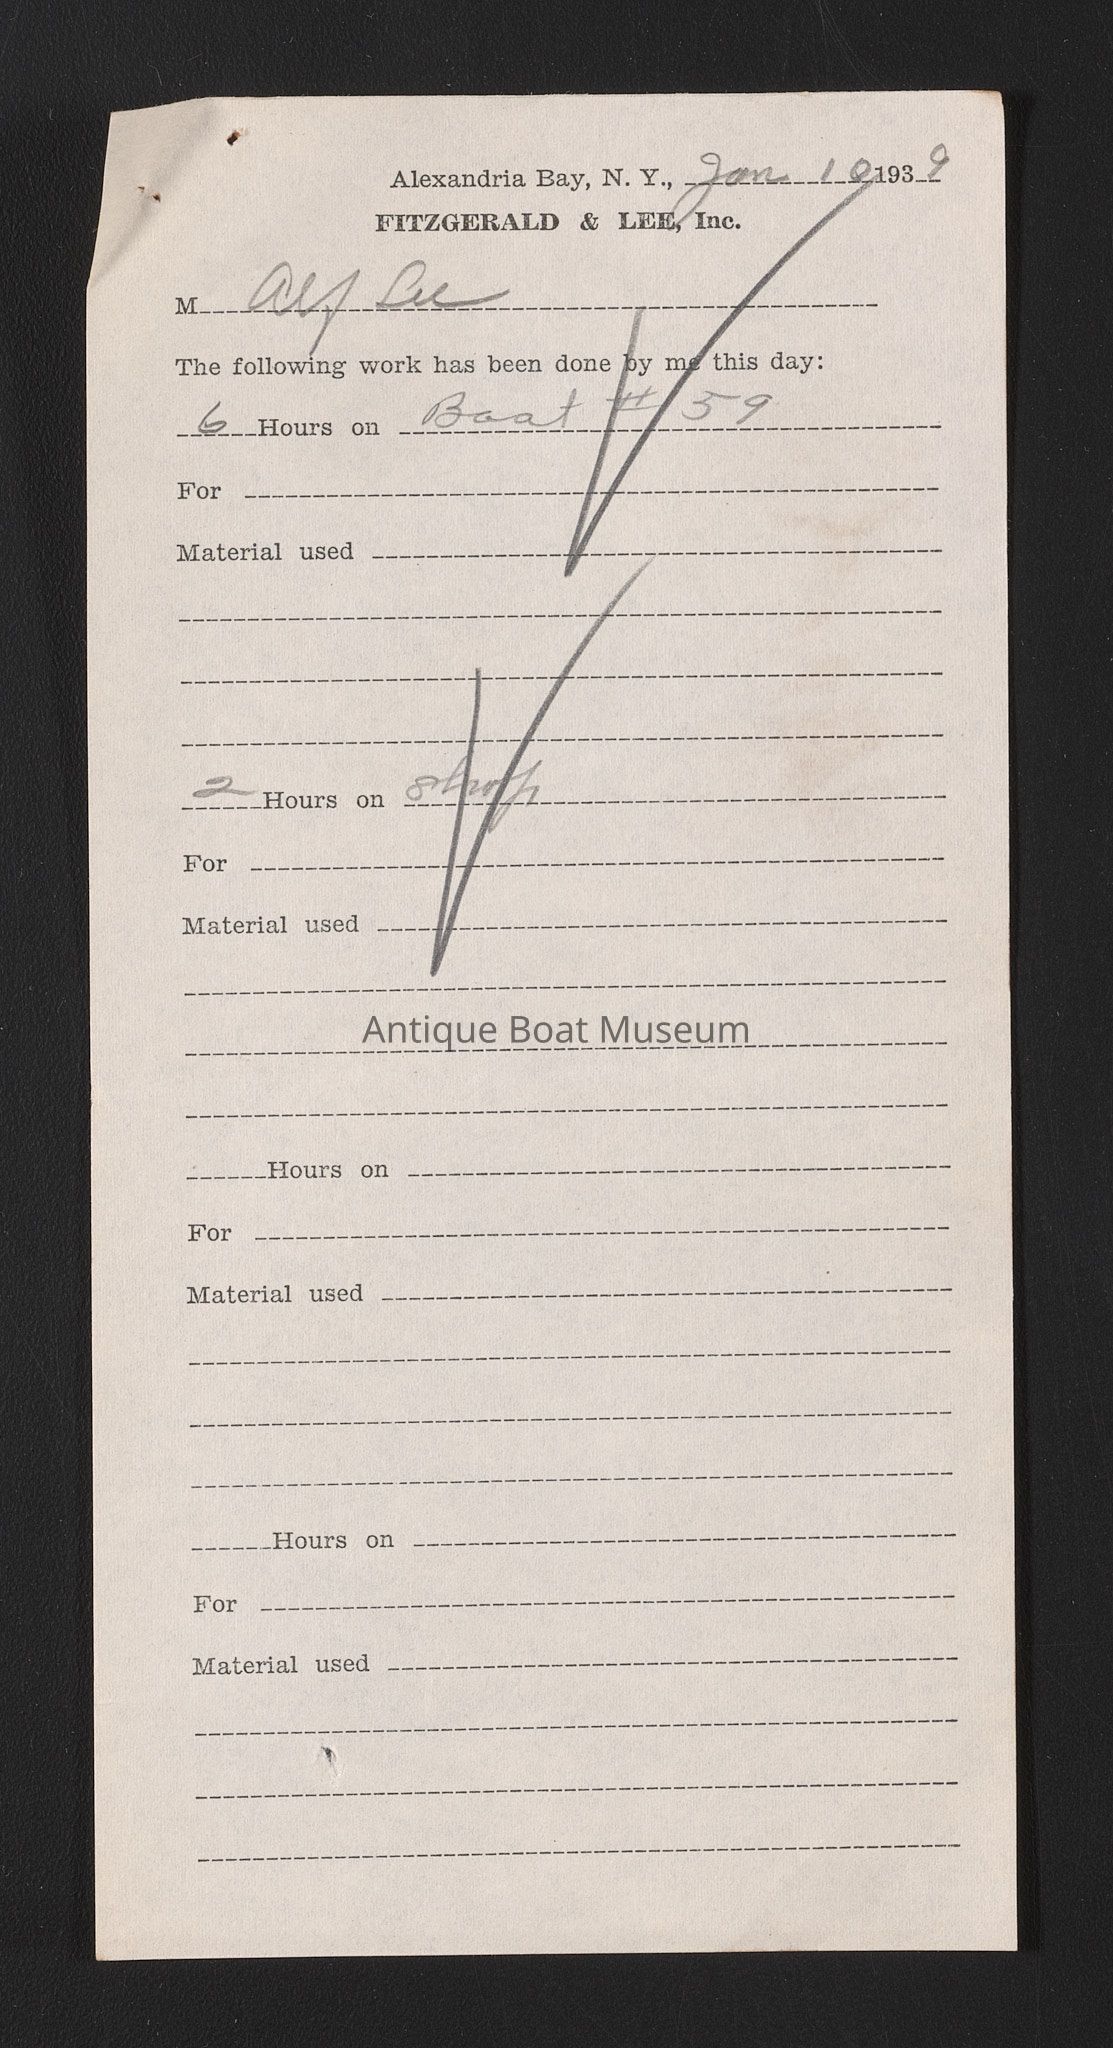 Alexandria Bay, N. Y., Jan 10 1939
FITZGERALD & LEE, Inc.
M Alf Lee
The following work has been done by me this day:
6 Hours on Boat # 59
For
Material used
2 Hours on shop
For
Material used
Antique Boat Museum
Hours on
For
Material used
Hours on
For
Material used